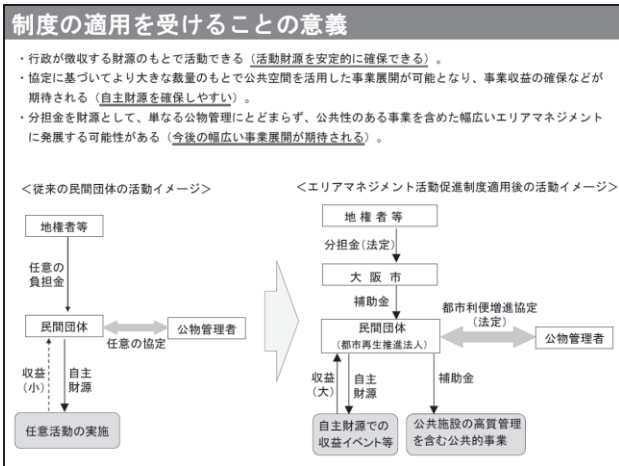 制度の適用を受けることの意義
・行政が徴収する財源のもとで活動できる（活動財源を安定的に確保できる）。
・協定に基づいてより大きな裁量のもとで公共空間を活用した事業展開が可能となり、事業収益の確保などが
期待される（自主財源を確保しやすい）。
・分担金を財源として、単なる公物管理にとどまらず、公共性のある事業を含めた幅広いエリアマネジメント
に発展する可能性がある（今後の幅広い事業展開が期待される）。
＜従来の民間団体の活動イメージ＞
地権者等
任意の
負担金
民間団体
任意の協定
公物管理者
収益
（小）
自主
財源
任意活動の実施
＜エリアマネジメント活動促進制度適用後の活動イメージ＞
地権者等
分担金（法定）
大阪市
補助金
民間団体
（都市再生推進法人）
都市利便増進協定
（法定）
公物管理者
収益
（大）
自主
財源
補助金
自主財源での
収益イベント等
公共施設の高質管理
を含む公共的事業